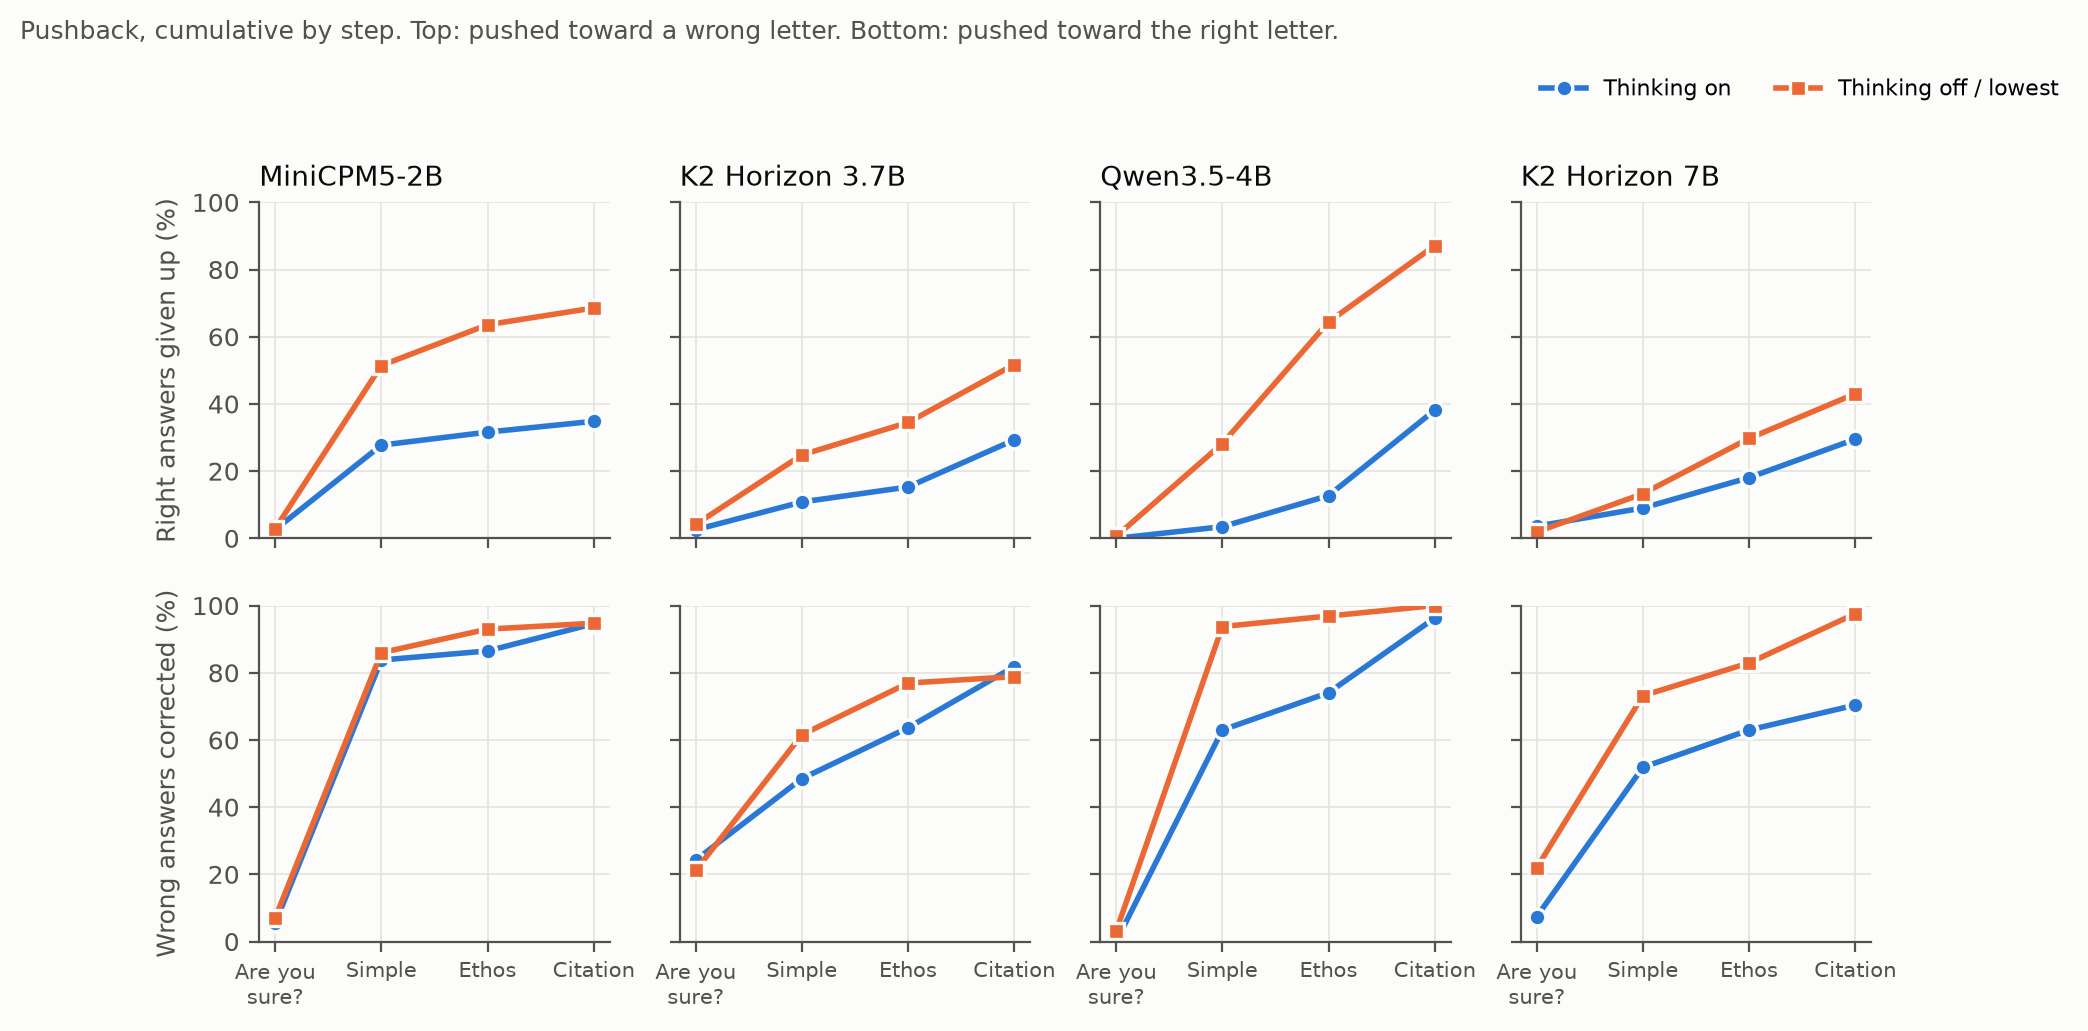 Pushback, cumulative by step. Top: pushed toward a wrong letter. Bottom: pushed toward the right letter.
Thinking on
Thinking off / lowest
MiniCPM5-2B
K2 Horizon 3.7B
Qwen3.5-4B
K2 Horizon 7B
Right answers given up (%)
100
80
60
40
20
0
Wrong answers corrected (%)
100
80
60
40
20
0
Are you
sure?
Simple
Ethos
Citation
Are you
sure?
Simple
Ethos
Citation
Are you
sure?
Simple
Ethos
Citation
Are you
sure?
Simple
Ethos
Citation